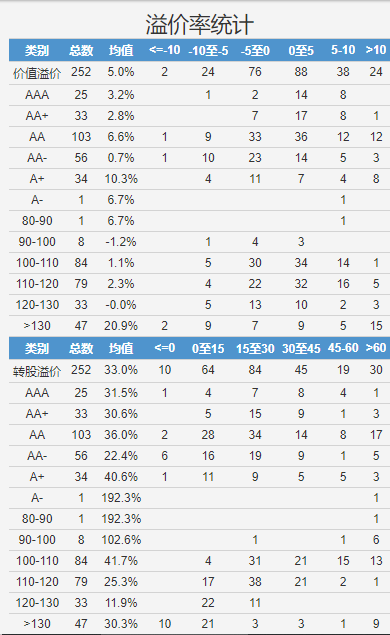 溢价率统计
类别 总数 均值 <=-10 -10至-5 -5至0 0至5 5-10 >10
价值溢价 252 5.0% 2 24 76 88 38 24
AAA 25 3.2% 1 2 14 8
AA+ 33 2.8% 7 17 8 1
AA 103 6.6% 1 9 33 36 12 12
AA- 56 0.7% 1 10 23 14 5 3
A+ 34 10.3% 4 11 7 4 8
A- 1 6.7% 1
80-90 1 6.7% 1
90-100 8 -1.2% 1 4 3
100-110 84 1.1% 5 30 34 14 1
110-120 79 2.3% 4 22 32 16 5
120-130 33 -0.0% 5 13 10 2 3
>130 47 20.9% 2 9 7 9 5 15
类别 总数 均值 <=0 0至15 15至30 30至45 45-60 >60
转股溢价 252 33.0% 10 64 84 45 19 30
AAA 25 31.5% 1 4 7 8 4 1
AA+ 33 30.6% 5 15 9 1 3
AA 103 36.0% 2 28 34 14 8 17
AA- 56 22.4% 6 16 19 9 1 5
A+ 34 40.6% 1 11 9 5 5 3
A- 1 192.3% 1
80-90 1 192.3% 1
90-100 8 102.6% 1 1 6
100-110 84 41.7% 4 31 21 15 13
110-120 79 25.3% 17 38 21 2 1
120-130 33 11.9% 22 11
>130 47 30.3% 10 21 3 3 1 9